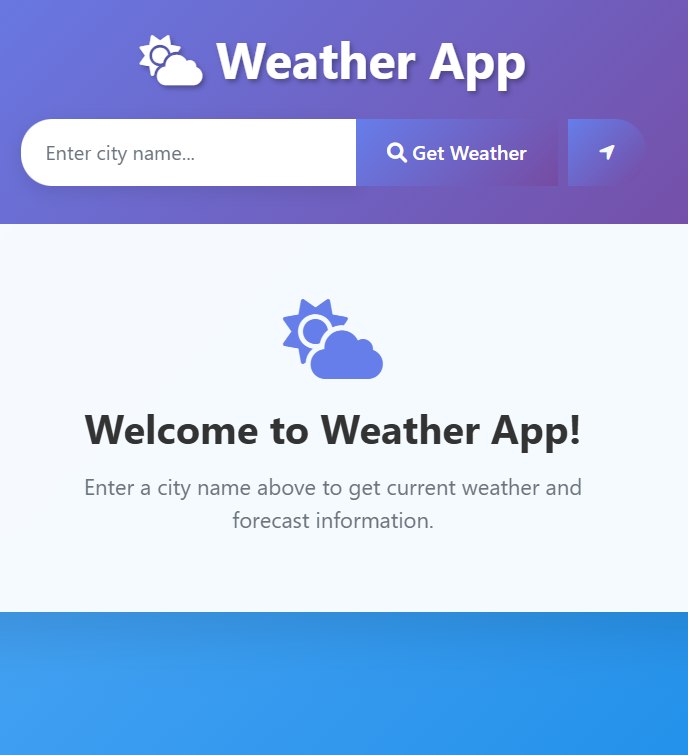 Weather App
Enter city name...
Get Weather
Welcome to Weather App!
Enter a city name above to get current weather and
forecast information.